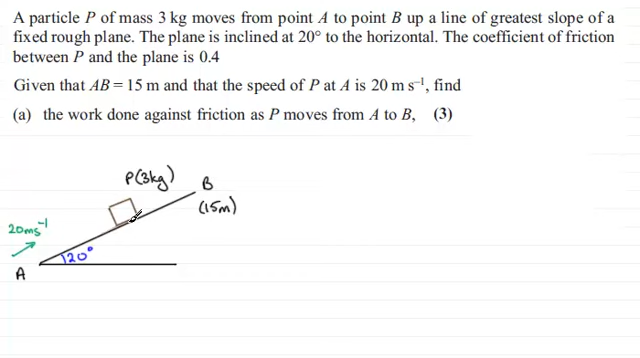 A particle P of mass 3 kg moves from point A to point B up a line of greatest slope of a
fixed rough plane. The plane is inclined at 20° to the horizontal. The coefficient of friction
between P and the plane is 0.4
Given that AB = 15 m and that the speed of P at A is 20 m s⁻¹, find
(a) the work done against friction as P moves from A to B, (3)
P(3kg)
B
(15m)
20ms⁻¹
20°
A